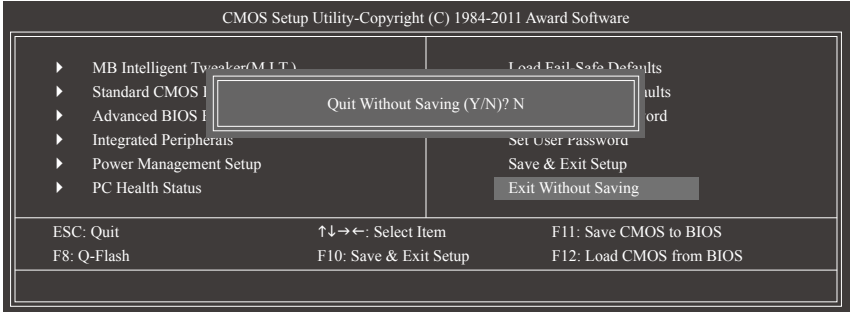 CMOS Setup Utility-Copyright (C) 1984-2011 Award Software
MB Intelligent Tweaker(M.I.T.)
Standard CMOS
Advanced BIOS
Integrated Peripherals
Power Management Setup
PC Health Status
Load Fail-Safe Defaults
Set User Password
Save & Exit Setup
Exit Without Saving
Quit Without Saving (Y/N)? N
ESC: Quit
↑↓→←: Select Item
F11: Save CMOS to BIOS
F8: Q-Flash
F10: Save & Exit Setup
F12: Load CMOS from BIOS